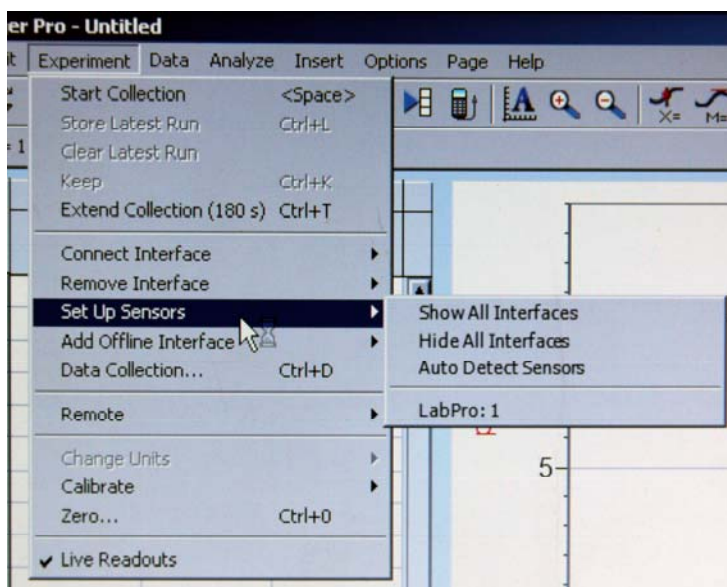 er Pro - Untitled
Experiment Data Analyze Insert Options Page Help
Start Collection <Space>
Store Latest Run Ctrl+L
Clear Latest Run
Keep Ctrl+K
Extend Collection (180 s) Ctrl+T
Connect Interface
Remove Interface
Set Up Sensors
Add Offline Interface
Data Collection... Ctrl+D
Remote
Change Units
Calibrate
Zero... Ctrl+0
Live Readouts
Show All Interfaces
Hide All Interfaces
Auto Detect Sensors
LabPro: 1
X=
M=
= 1
5